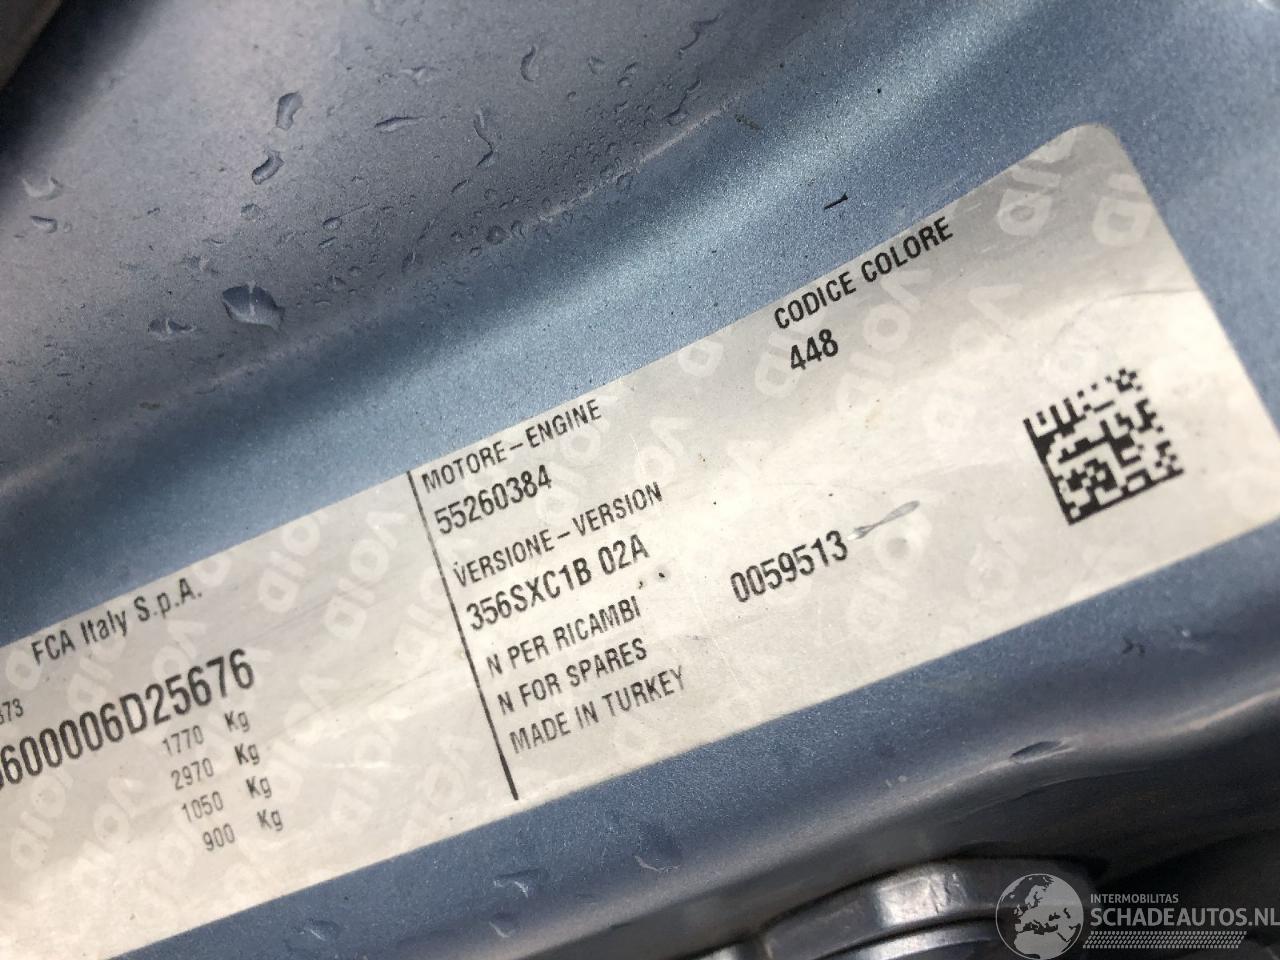 FCA Italy S.p.A.
600006D25676
1770 Kg
2970 Kg
1050 Kg
900 Kg
MOTORE-ENGINE
55260384
VERSIONE-VERSION
356SXC1B 02A
N PER RICAMBI
N FOR SPARES
MADE IN TURKEY
0059513
CODICE COLORE
448
INTERMOBILITAS
SCHADEAUTOS.NL